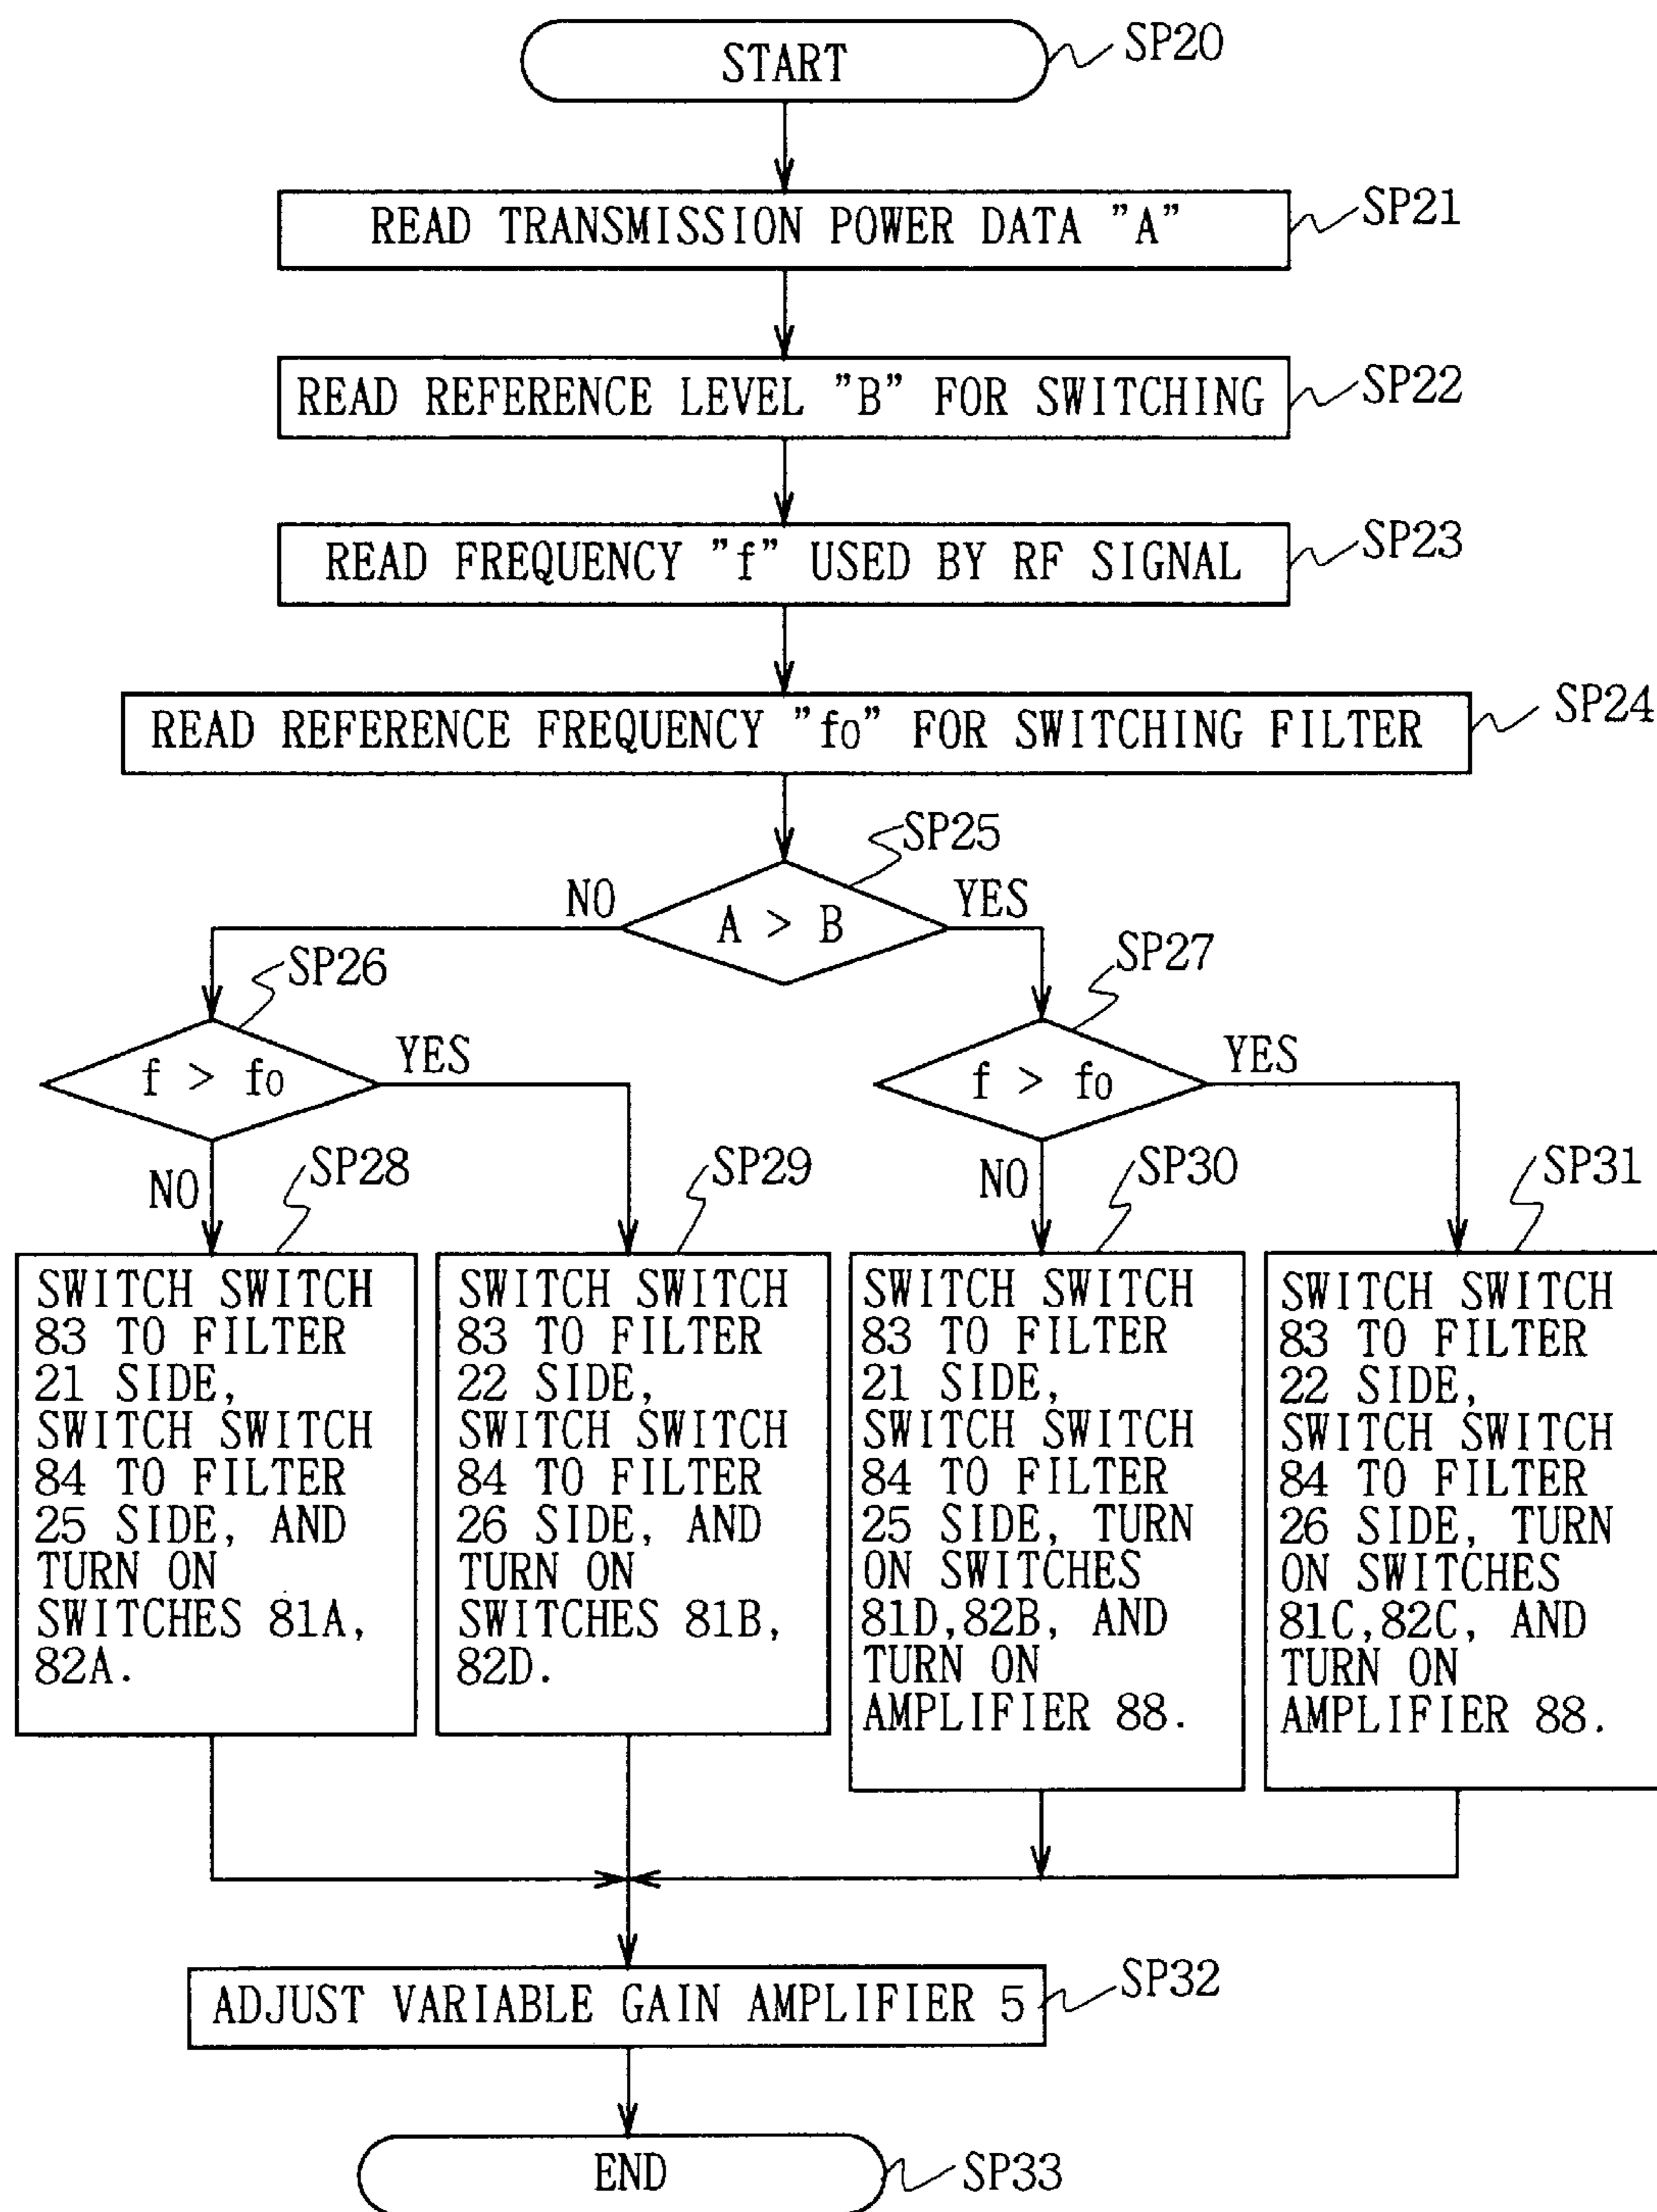 START
SP20
READ TRANSMISSION POWER DATA "A"
SP21
READ REFERENCE LEVEL "B" FOR SWITCHING
SP22
READ FREQUENCY "f" USED BY RF SIGNAL
SP23
READ REFERENCE FREQUENCY "f0" FOR SWITCHING FILTER
SP24
SP25
NO
A > B
YES
SP26
f > f0
YES
NO
SP27
f > f0
YES
NO
SP28
SWITCH SWITCH
83 TO FILTER
21 SIDE,
SWITCH SWITCH
84 TO FILTER
25 SIDE, AND
TURN ON
SWITCHES 81A,
82A.
SP29
SWITCH SWITCH
83 TO FILTER
22 SIDE,
SWITCH SWITCH
84 TO FILTER
26 SIDE, AND
TURN ON
SWITCHES 81B,
82D.
SP30
SWITCH SWITCH
83 TO FILTER
21 SIDE,
SWITCH SWITCH
84 TO FILTER
25 SIDE, TURN
ON SWITCHES
81D,82B, AND
TURN ON
AMPLIFIER 88.
SP31
SWITCH SWITCH
83 TO FILTER
22 SIDE,
SWITCH SWITCH
84 TO FILTER
26 SIDE, TURN
ON SWITCHES
81C,82C, AND
TURN ON
AMPLIFIER 88.
ADJUST VARIABLE GAIN AMPLIFIER 5
SP32
END
SP33